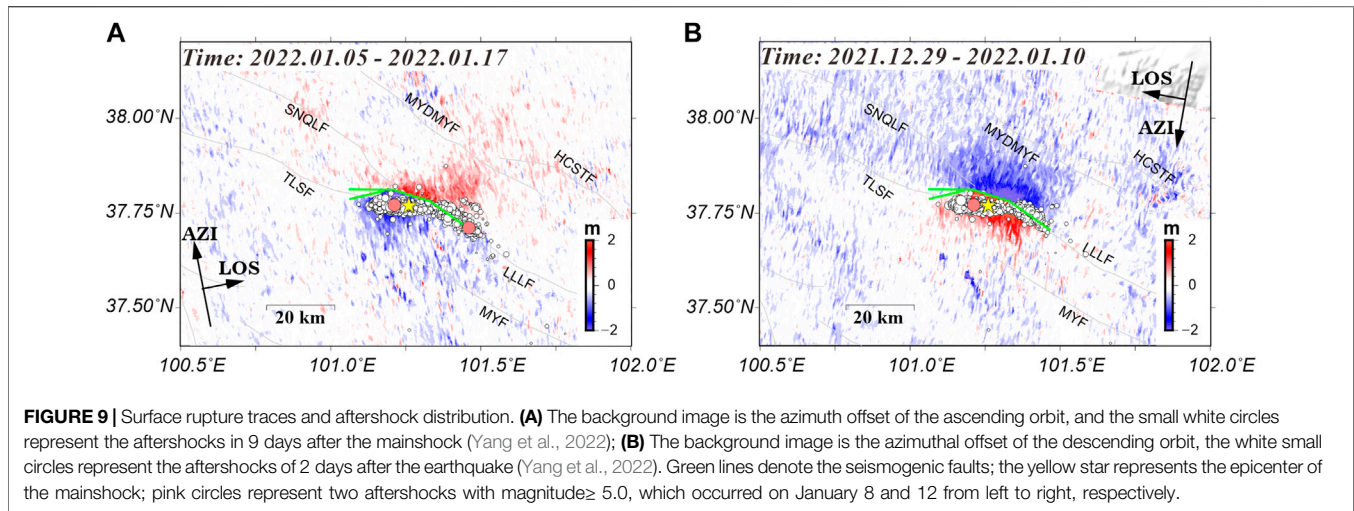 A
Time: 2022.01.05 - 2022.01.17
38.00°N
37.75°N
37.50°N
SNQLF
MYDMYF
HCSTF
TLSF
LLLF
MYF
AZI
LOS
20 km
m
2
0
−2
100.5°E
101.0°E
101.5°E
102.0°E
B
Time: 2021.12.29 - 2022.01.10
38.00°N
37.75°N
37.50°N
LOS
AZI
SNQLF
MYDMYF
HCSTF
TLSF
LLLF
MYF
20 km
m
2
0
−2
100.5°E
101.0°E
101.5°E
102.0°E
FIGURE 9 | Surface rupture traces and aftershock distribution. (A) The background image is the azimuth offset of the ascending orbit, and the small white circles
represent the aftershocks in 9 days after the mainshock (Yang et al., 2022); (B) The background image is the azimuthal offset of the descending orbit, the white small
circles represent the aftershocks of 2 days after the earthquake (Yang et al., 2022). Green lines denote the seismogenic faults; the yellow star represents the epicenter of
the mainshock; pink circles represent two aftershocks with magnitude≥ 5.0, which occurred on January 8 and 12 from left to right, respectively.